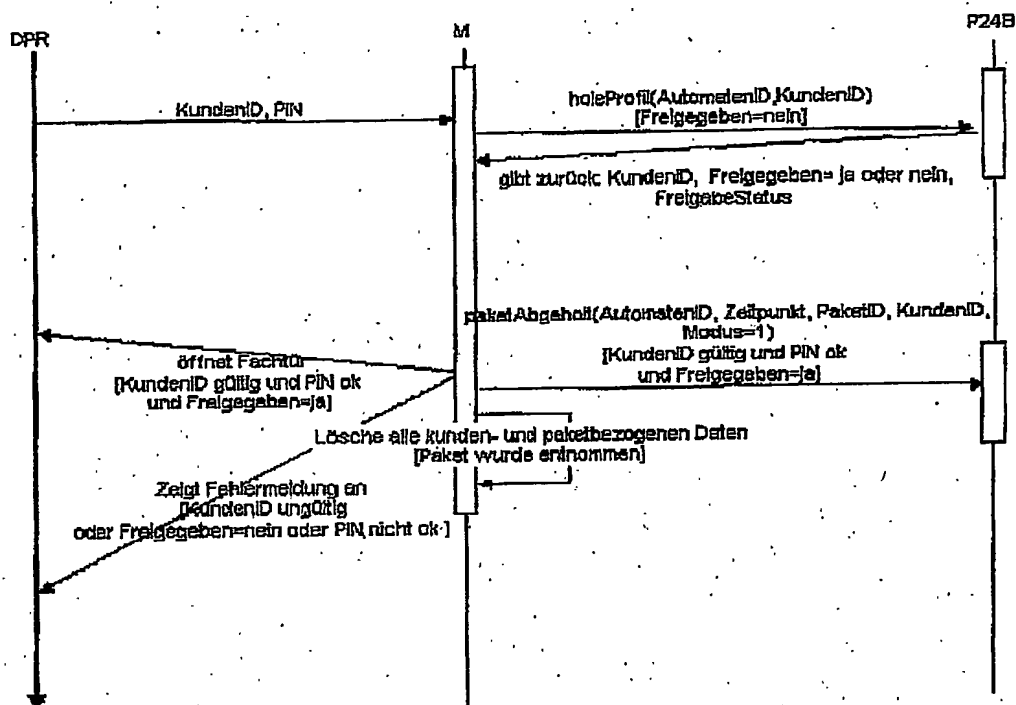 DPR
M
P24B
KundenID, PIN
holeProfil(AutomatenID,KundenID)
[Freigegeben=nein]
gibt zurück: KundenID, Freigegeben= ja oder nein,
FreigabeStatus
paketAbgeholt(AutomatenID, Zeitpunkt, PaketID, KundenID,
Modus=1)
[KundenID gültig und PIN ok
und Freigegeben=ja]
öffnet Fachtür
[KundenID gültig und PIN ok
und Freigegeben=ja]
Lösche alle kunden- und paketbezogenen Daten
[Paket wurde entnommen]
Zeigt Fehlermeldung an
[KundenID ungültig
oder Freigegeben=nein oder PIN nicht ok ]